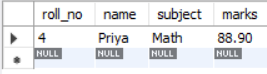 roll_no name subject marks
4 Priya Math 88.90
NULL NULL NULL NULL